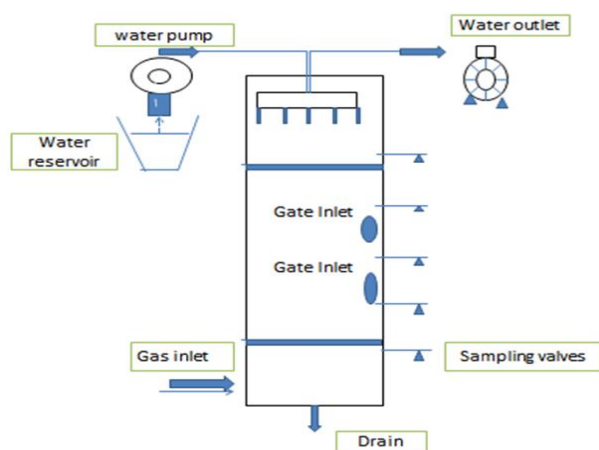 water pump
Water outlet
Water
reservoir
Gate Inlet
Gate Inlet
Gas inlet
Sampling valves
Drain